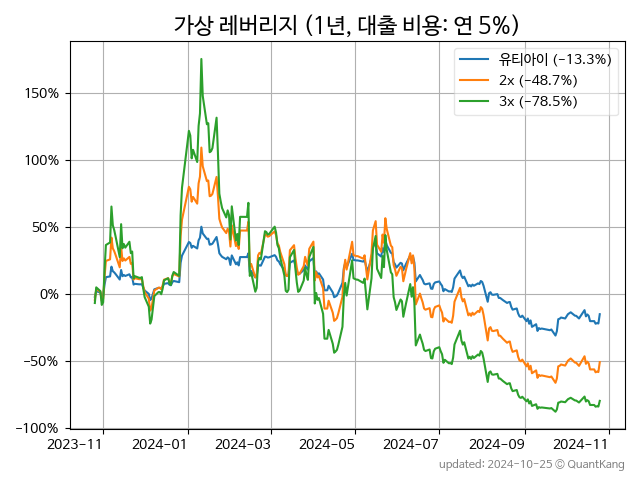 가상 레버리지 (1년, 대출 비용: 연 5%)
유티아이 (−13.3%)
2x (−48.7%)
3x (−78.5%)
150%
100%
50%
0%
−50%
−100%
2023-11
2024-01
2024-03
2024-05
2024-07
2024-09
2024-11
updated: 2024-10-25 © QuantKang